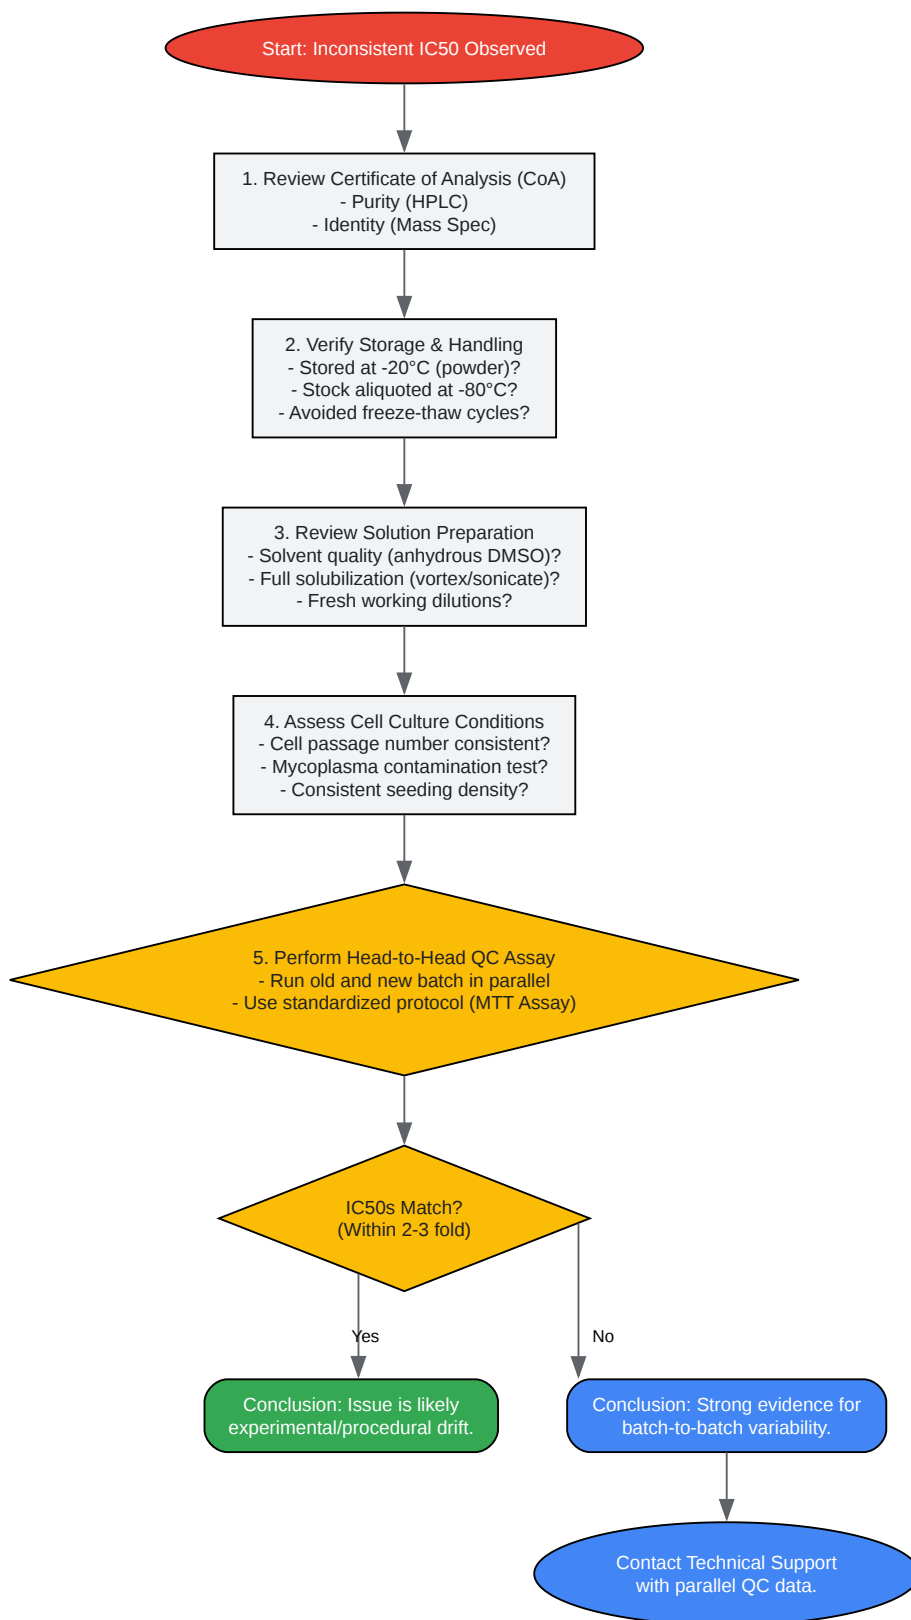 Start: Inconsistent IC50 Observed
1. Review Certificate of Analysis (CoA)
- Purity (HPLC)
- Identity (Mass Spec)
2. Verify Storage & Handling
- Stored at -20°C (powder)?
- Stock aliquoted at -80°C?
- Avoided freeze-thaw cycles?
3. Review Solution Preparation
- Solvent quality (anhydrous DMSO)?
- Full solubilization (vortex/sonicate)?
- Fresh working dilutions?
4. Assess Cell Culture Conditions
- Cell passage number consistent?
- Mycoplasma contamination test?
- Consistent seeding density?
5. Perform Head-to-Head QC Assay
- Run old and new batch in parallel
- Use standardized protocol (MTT Assay)
IC50s Match?
(Within 2-3 fold)
Yes
No
Conclusion: Issue is likely
experimental/procedural drift.
Conclusion: Strong evidence for
batch-to-batch variability.
Contact Technical Support
with parallel QC data.